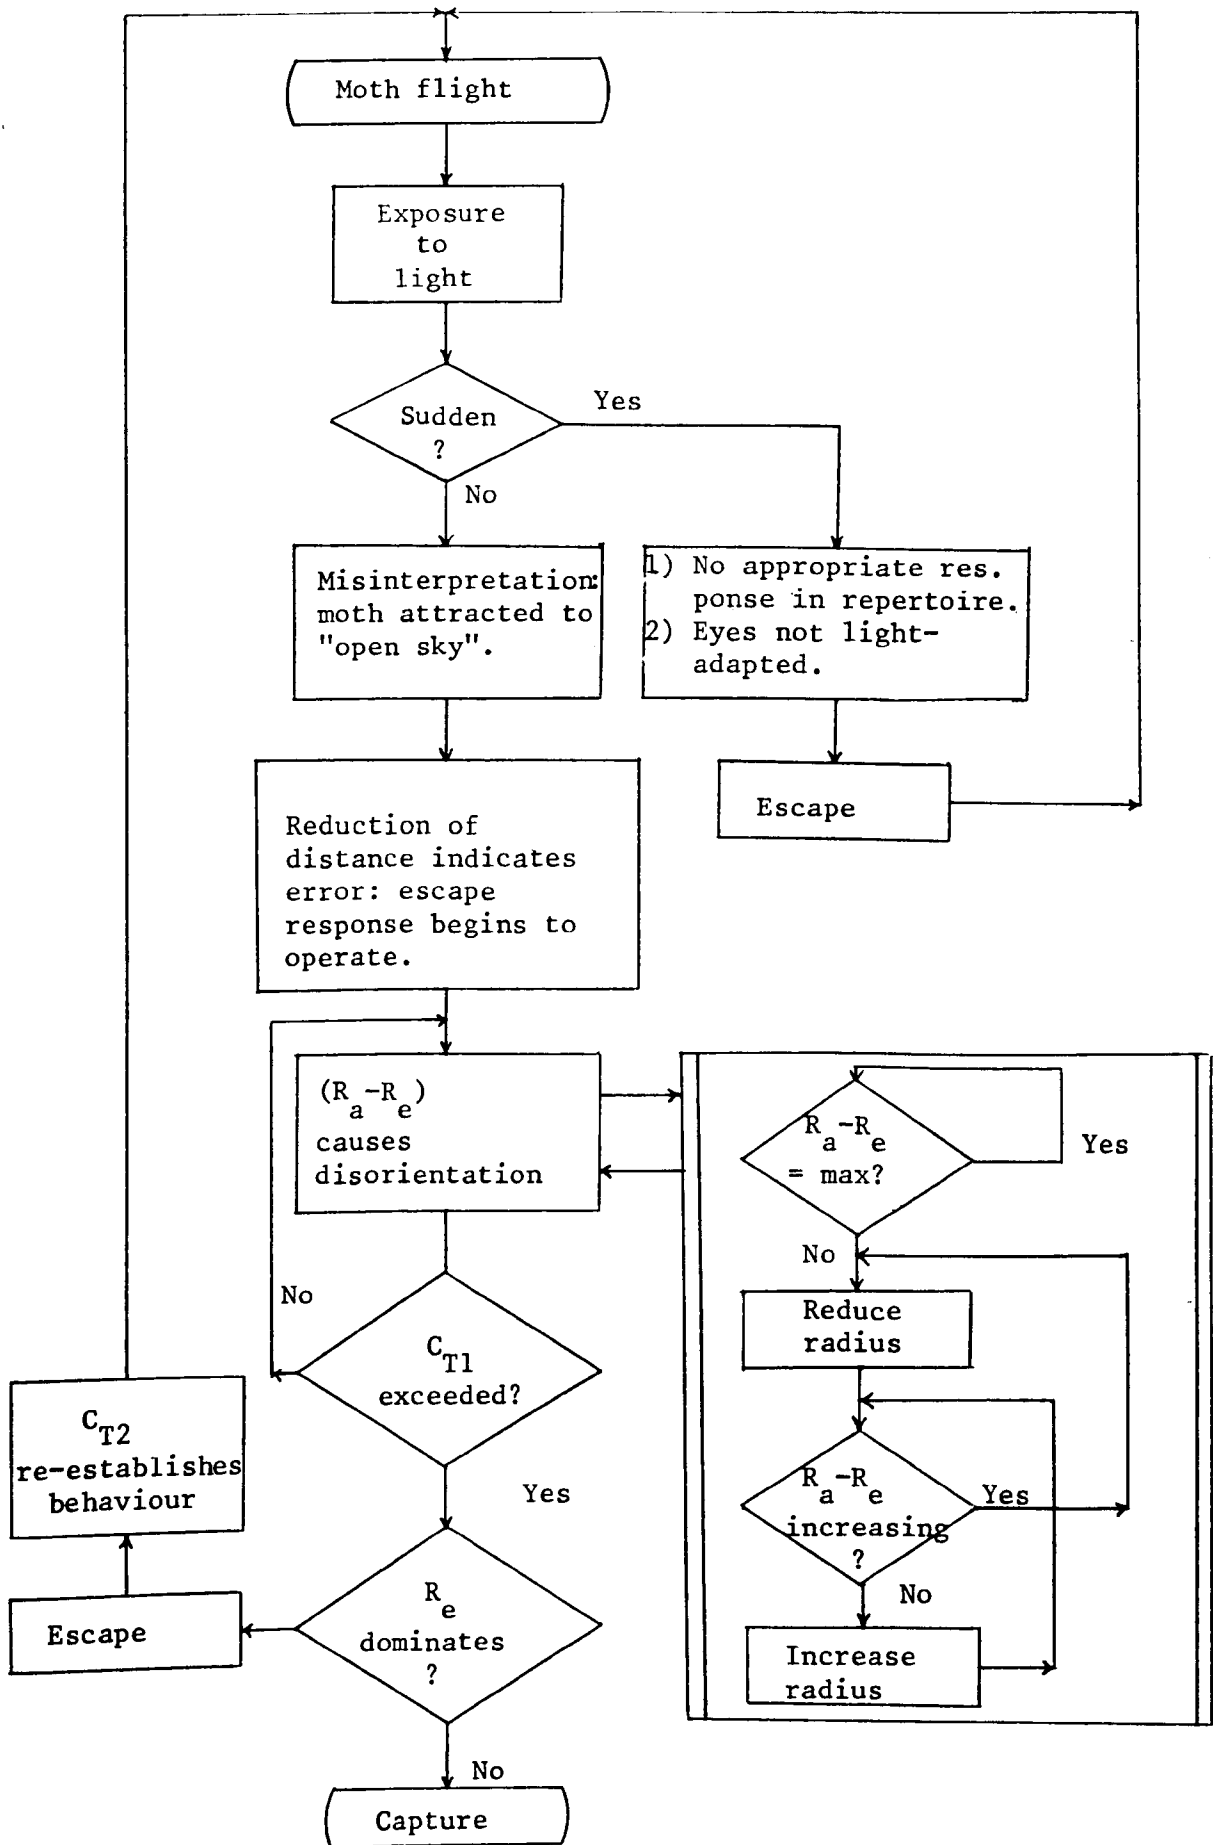 Moth flight
Exposure
to
light
Sudden
?
Yes
No
Misinterpretation:
moth attracted to
"open sky".
1) No appropriate res.
ponse in repertoire.
2) Eyes not light-
adapted.
Escape
Reduction of
distance indicates
error: escape
response begins to
operate.
(Ra-Re)
causes
disorientation
Ra-Re
= max?
Yes
No
Reduce
radius
Ra-Re
increasing
?
Yes
No
Increase
radius
No
CT1
exceeded?
Yes
CT2
re-establishes
behaviour
Escape
Re
dominates
?
No
Capture